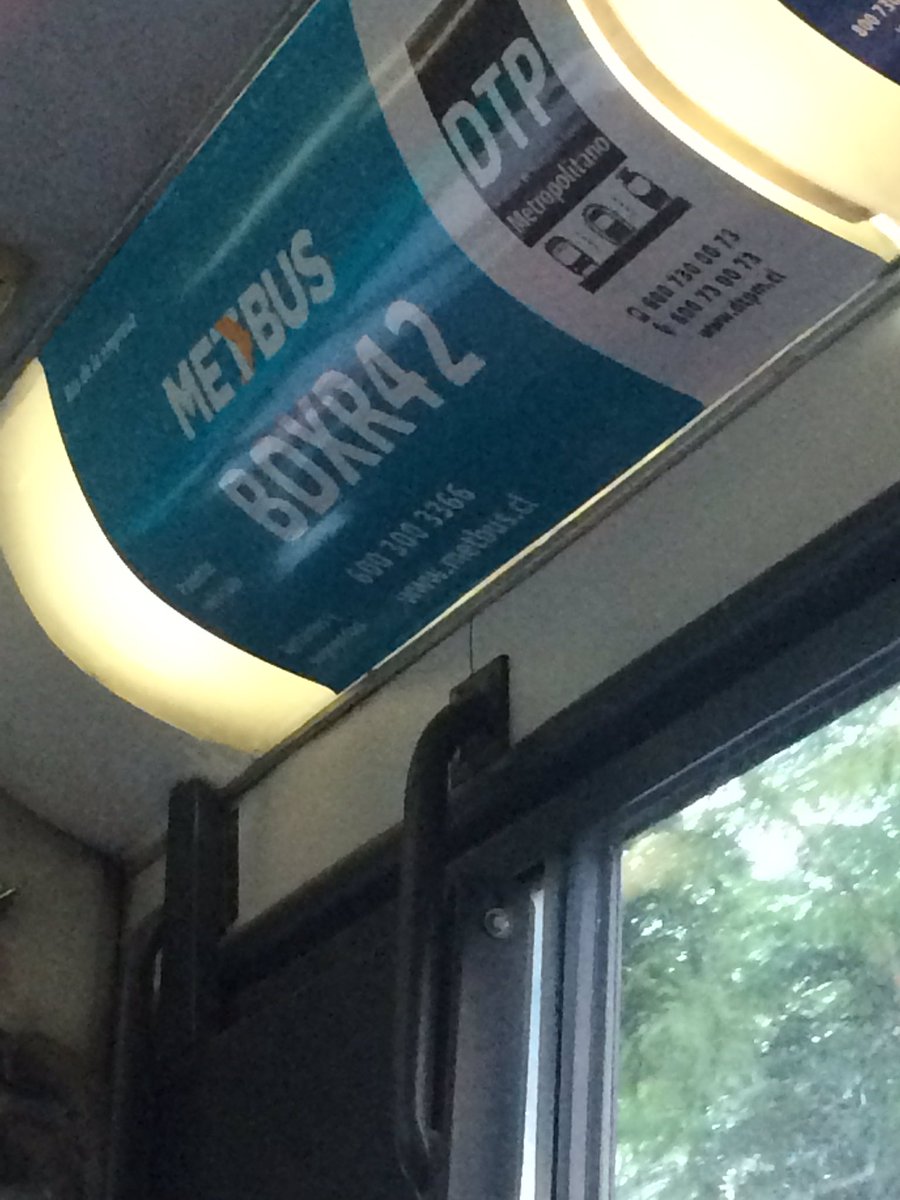 METBUS
BDXR42
600 300 3366
www.metbus.cl
DTP
Metropolitano
800 730 00 73
600 73 00 73
www.dtpm.cl